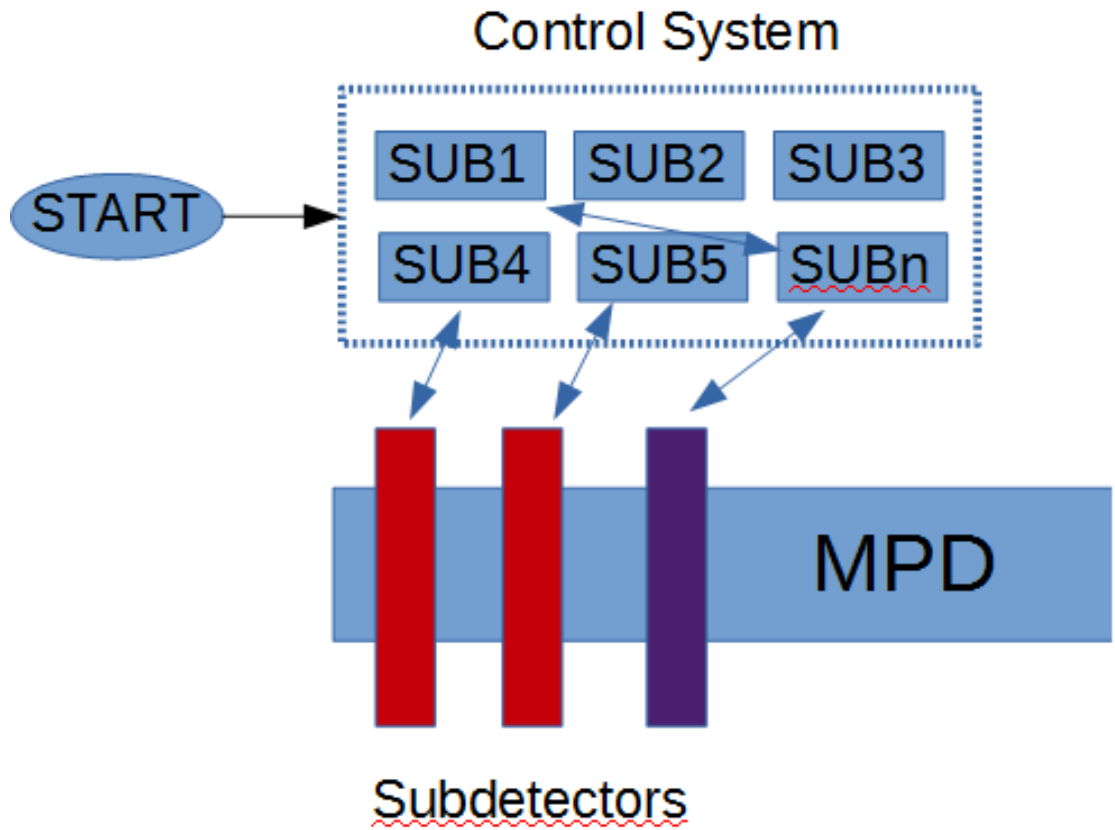 Control System
SUB1 SUB2 SUB3
START
SUB4 SUB5 SUBn
MPD
Subdetectors